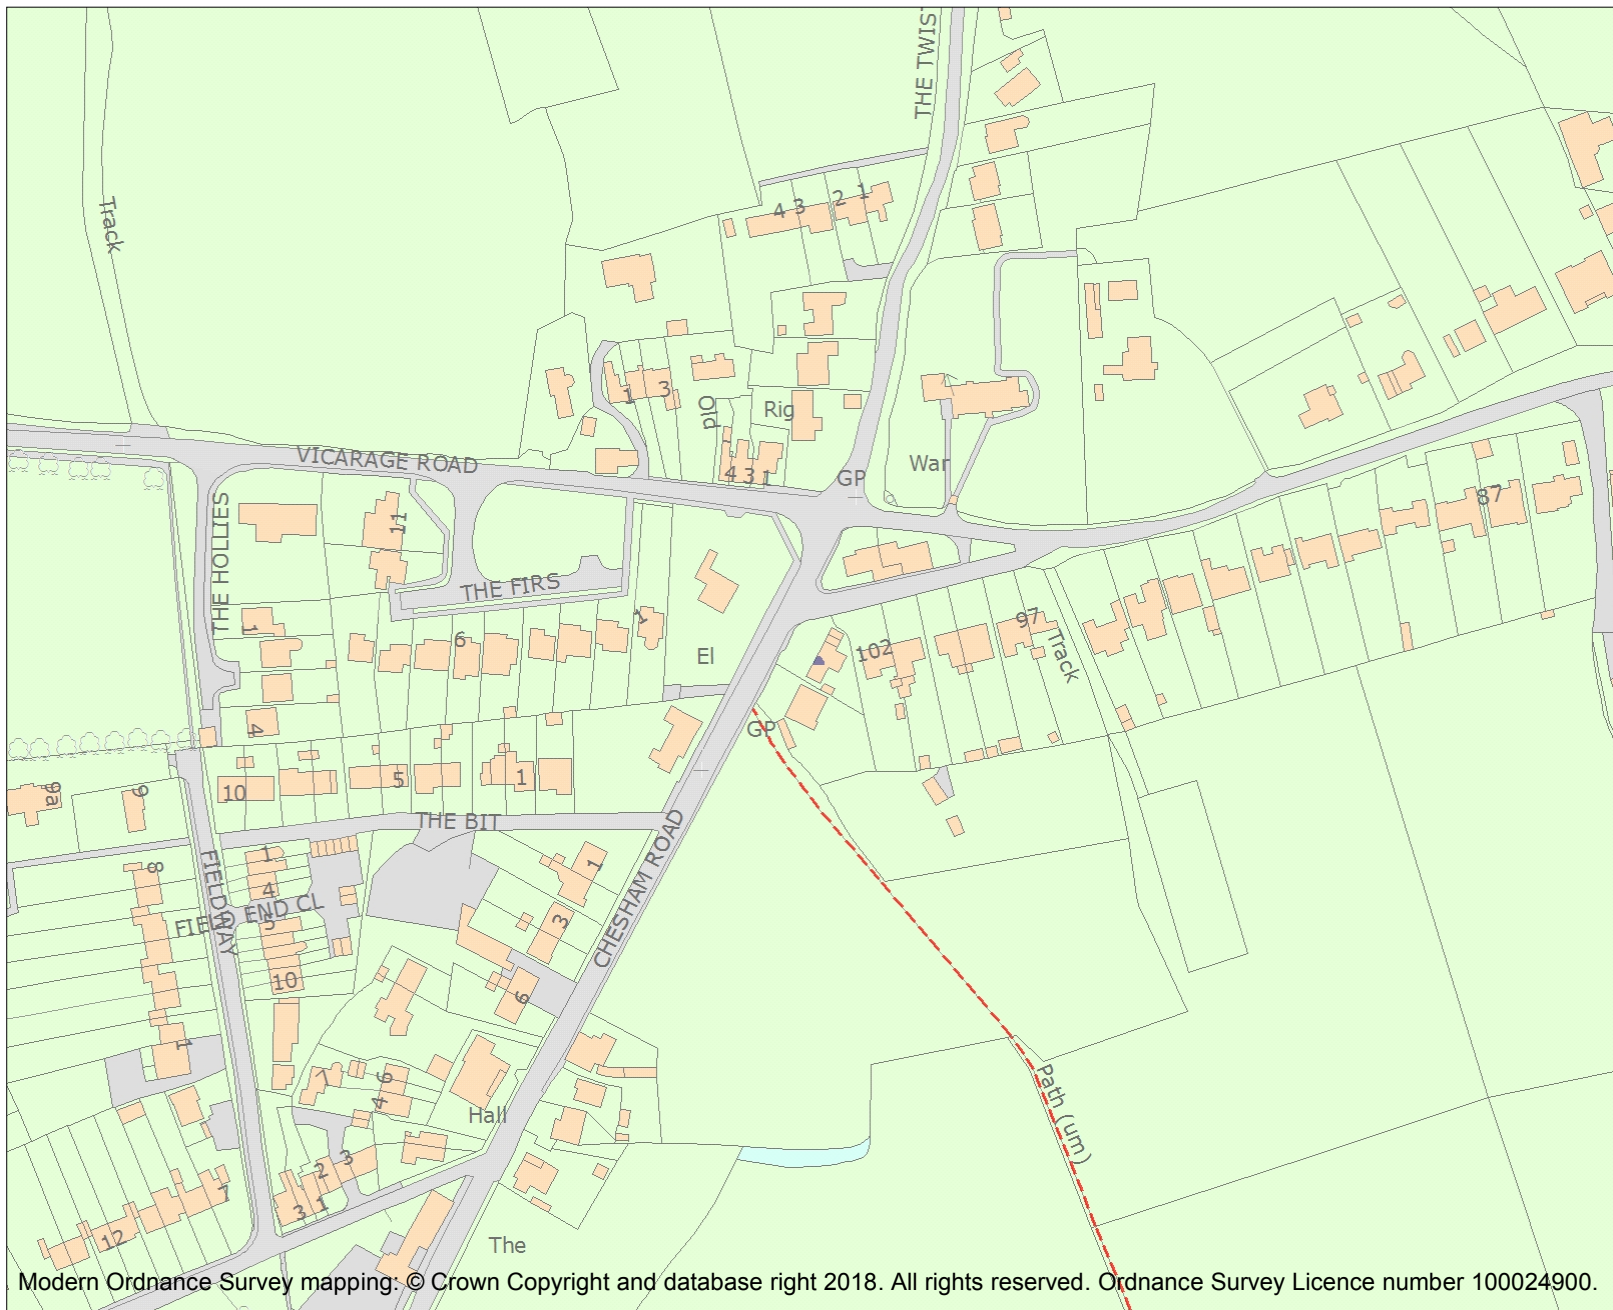 THE TWIST
Track
4 3 2 1
1 3
Old
Rig
4 3 1
GP
War
VICARAGE ROAD
87
THE HOLLIES
11
THE FIRS
1
6
1
El
102
97
Track
4
GP
9a
9
10
5
1
THE BIT
CHESHAM ROAD
1
3
6
8
FIELDWAY
1
4
FIELD END CL
5
10
1
7
4 6
Hall
Path (um)
2 3
3 1
7
12
The
Modern Ordnance Survey mapping: © Crown Copyright and database right 2018. All rights reserved. Ordnance Survey Licence number 100024900.